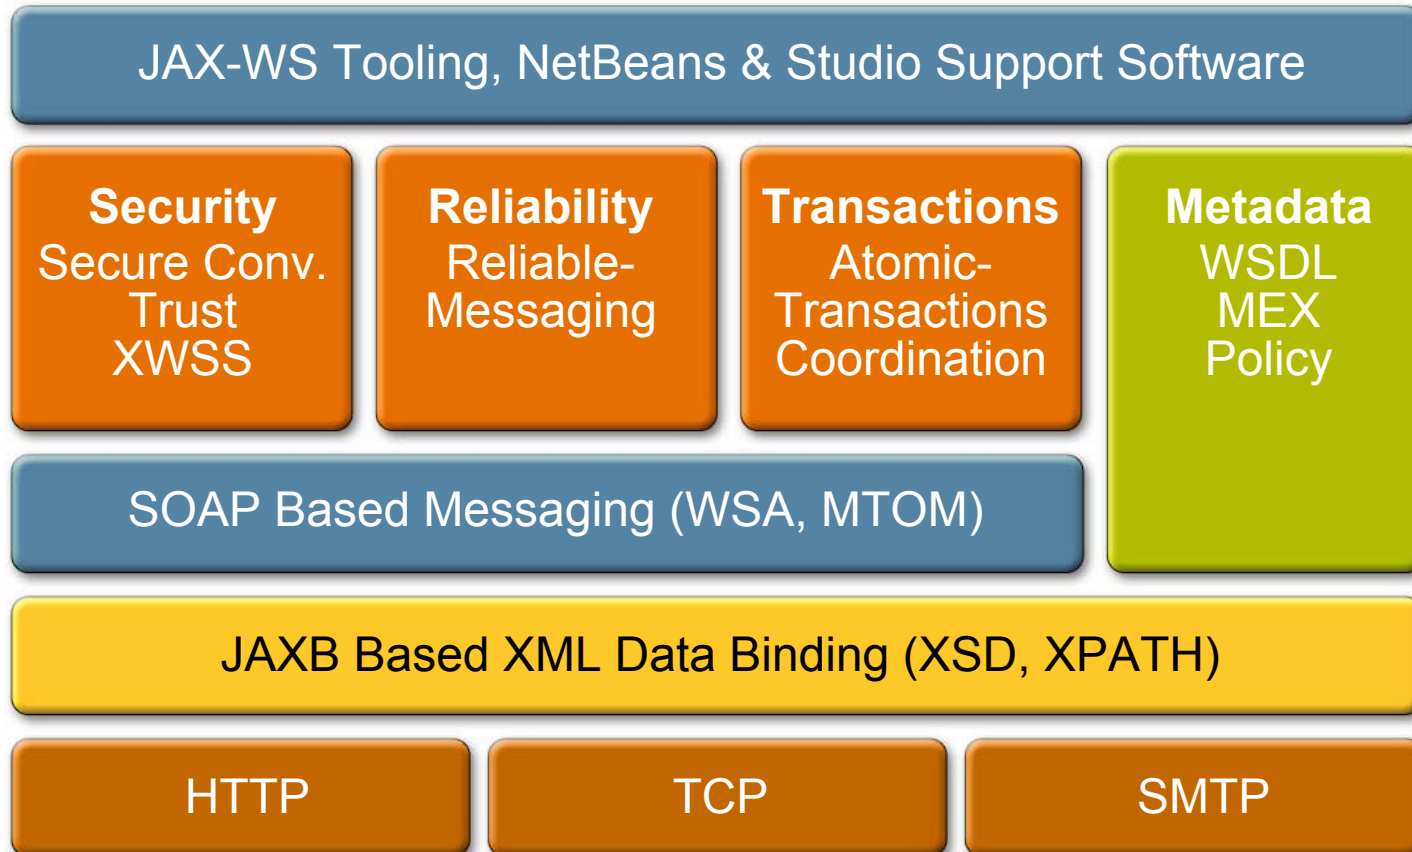 JAX-WS Tooling, NetBeans & Studio Support Software
Security
Secure Conv.
Trust
XWSS
Reliability
Reliable-
Messaging
Transactions
Atomic-
Transactions
Coordination
Metadata
WSDL
MEX
Policy
SOAP Based Messaging (WSA, MTOM)
JAXB Based XML Data Binding (XSD, XPATH)
HTTP
TCP
SMTP